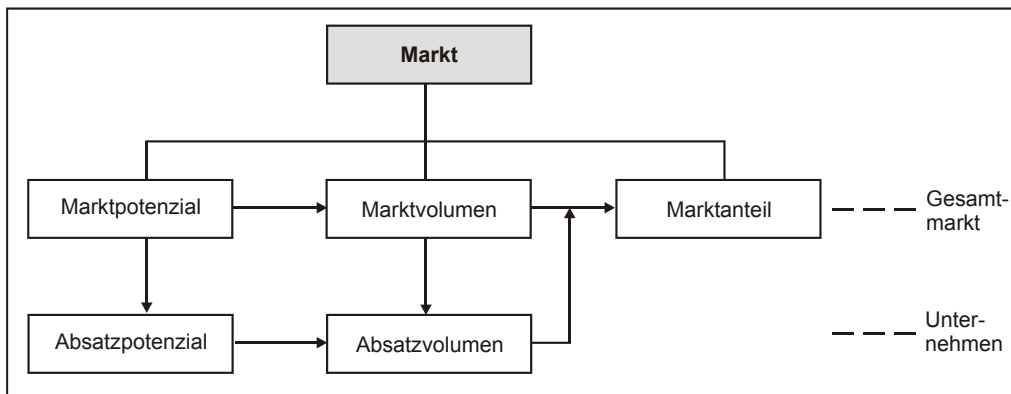 Markt
Marktpotenzial
Marktvolumen
Marktanteil
Gesamt-
markt
Absatzpotenzial
Absatzvolumen
Unter-
nehmen